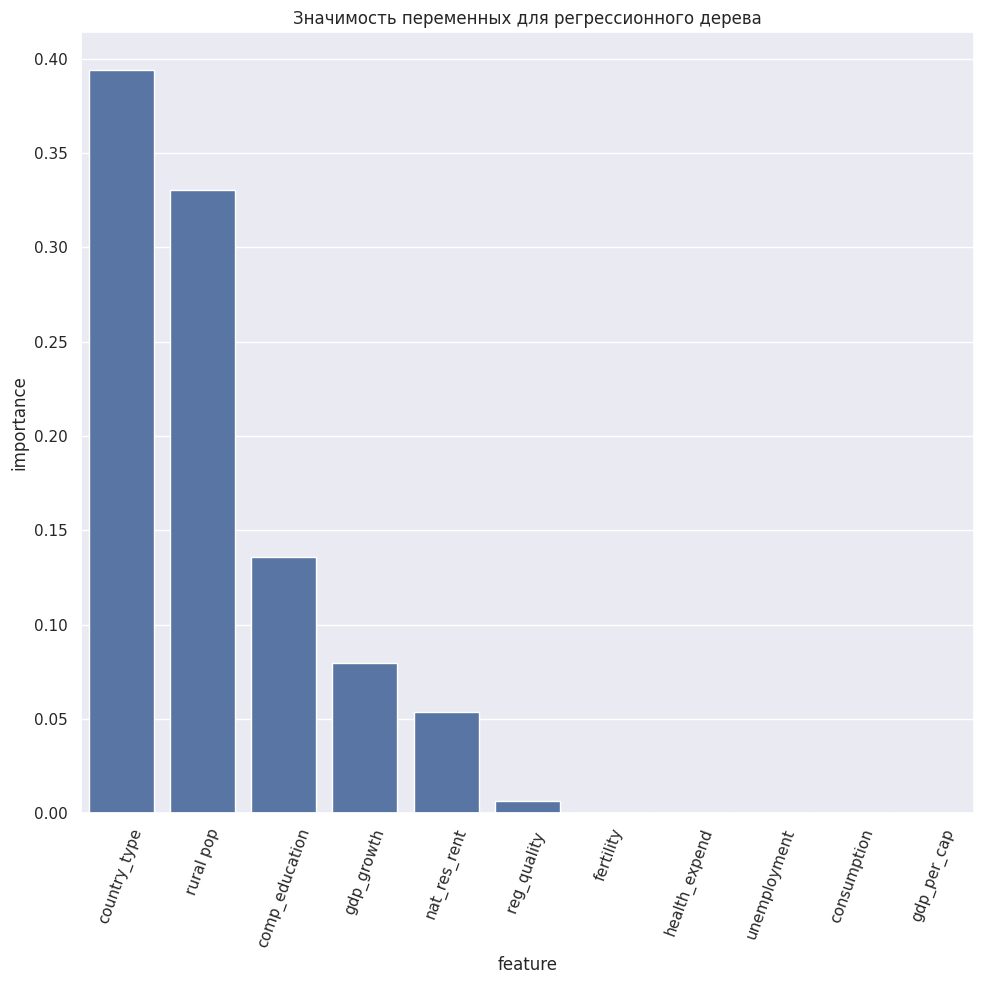 Значимость переменных для регрессионного дерева
0.40
0.35
0.30
0.25
0.20
0.15
0.10
0.05
0.00
importance
country_type
rural pop
comp_education
gdp_growth
nat_res_rent
reg_quality
fertility
health_expend
unemployment
consumption
gdp_per_cap
feature